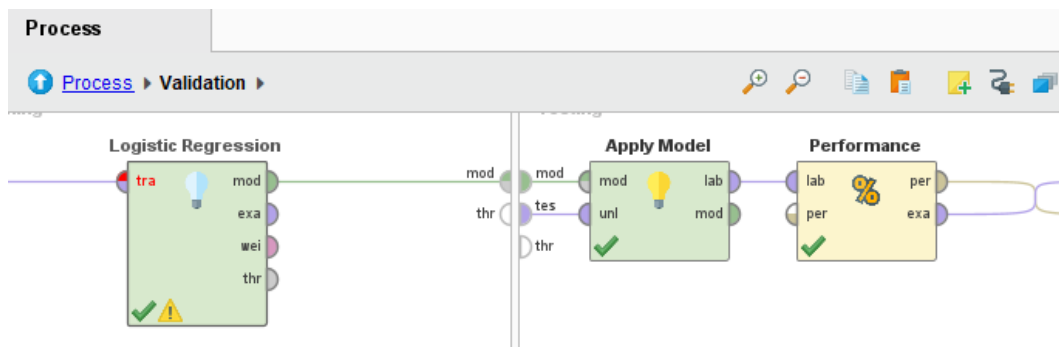 Process
Process Validation
Logistic Regression
tra
mod
exa
wei
thr
mod
thr
mod
tes
thr
Apply Model
mod
unl
lab
mod
Performance
lab
per
%
per
exa